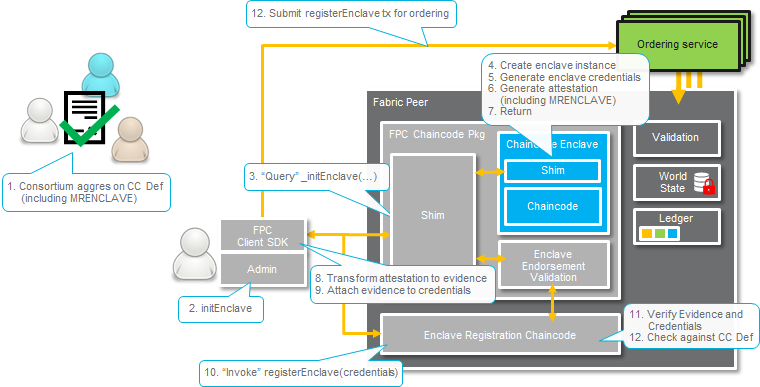 12. Submit registerEnclave tx for ordering
Ordering service
4. Create enclave instance
5. Generate enclave credentials
6. Generate attestation
(including MRENCLAVE)
7. Return
Fabric Peer
FPC Chaincode Pkg
Chaincode Enclave
Shim
Chaincode
Validation
World
State
Ledger
1. Consortium aggres on CC Def
(including MRENCLAVE)
3. “Query” _initEnclave(…)
Shim
FPC
Client SDK
Admin
Enclave
Endorsement
Validation
8. Transform attestation to evidence
9. Attach evidence to credentials
2. initEnclave
11. Verify Evidence and
Credentials
12. Check against CC Def
Enclave Registration Chaincode
10. “Invoke” registerEnclave(credentials)